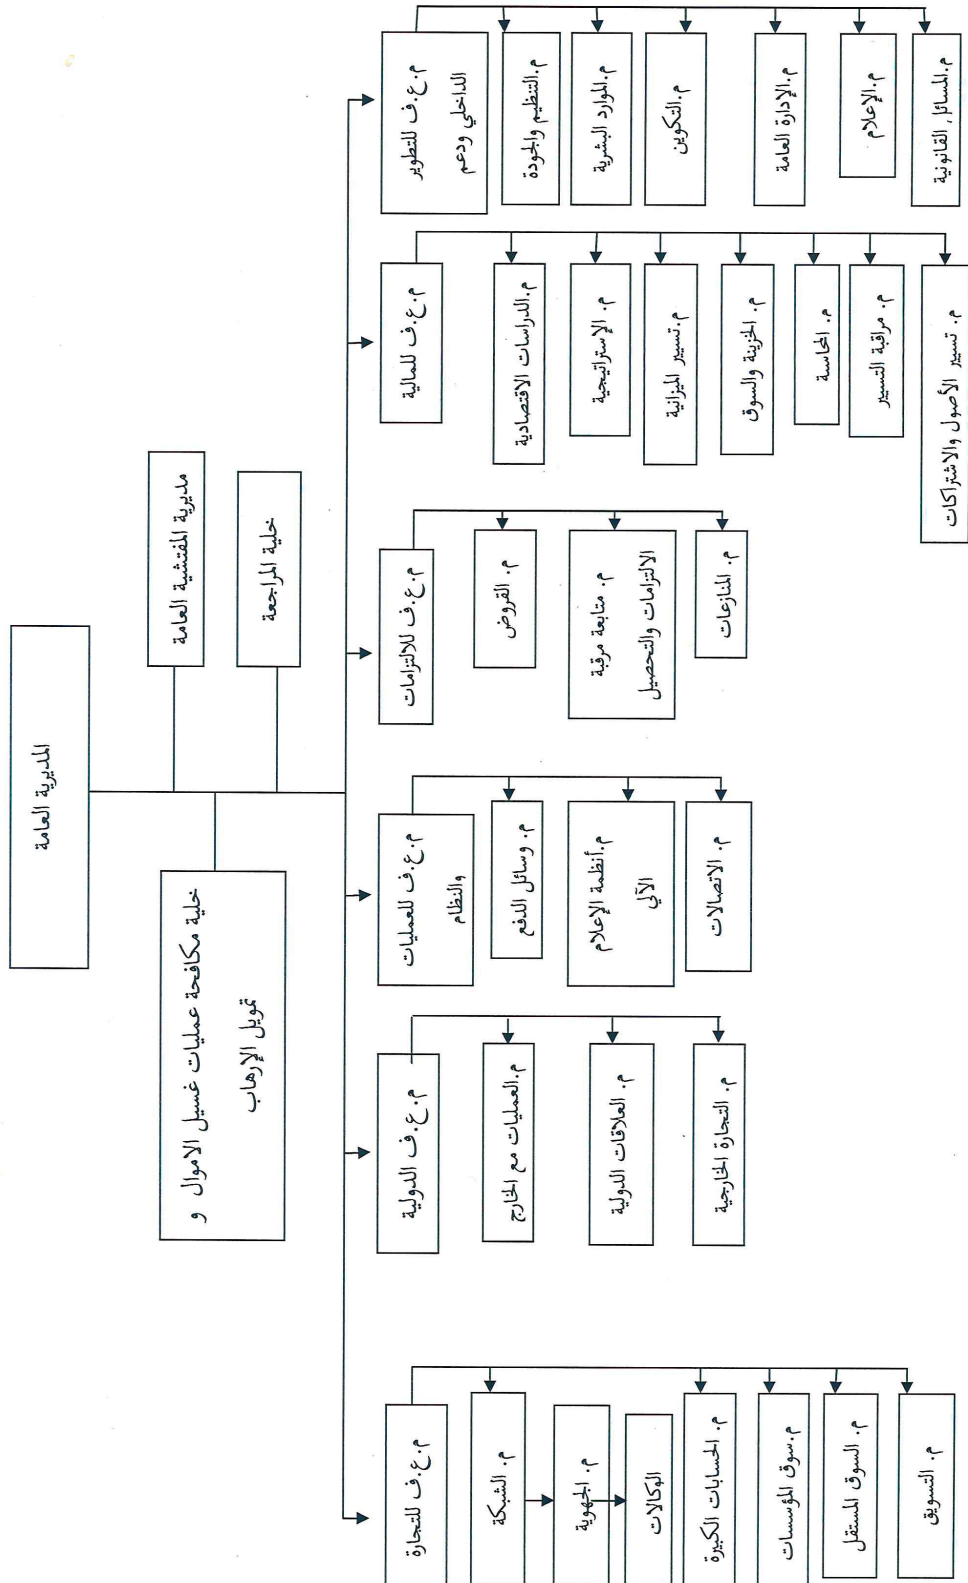 المديرية العامة
مديرية المفتشية العامة
خلية المراجعة
خلية مكافحة عمليات غسيل الاموال و
تمويل الإرهاب
م.ع.ف للتطوير
الداخلي ودعم
م.التنظيم والجودة
م.الموارد البشرية
م.التكوين
م.الإدارة العامة
م.الإعلام
م.المسائل القانونية
م.ع.ف للمالية
م.الدراسات الاقتصادية
م. الإستراتيجية
م.تسيير الميزانية
م. الخزينة والسوق
م. المحاسبة
م. مراقبة التسيير
م. تسيير الأصول والاشتراكات
م.ع.ف للالتزامات
م. القروض
م. متابعة مرقبة
الالتزامات والتحصيل
م. المنازعات
م.ع.ف للعمليات
والنظام
م. وسائل الدفع
م.أنظمة الإعلام
الآلي
م. الاتصالات
م.ع.ف الدولية
م.العمليات مع الخارج
م. العلاقات الدولية
م. التجارة الخارجية
م.ع.ف للتجارة
م. الشبكة
م. الجهوية
الوكالات
م. الحسابات الكبيرة
م.سوق المؤسسات
م. السوق المستقل
م. التسويق